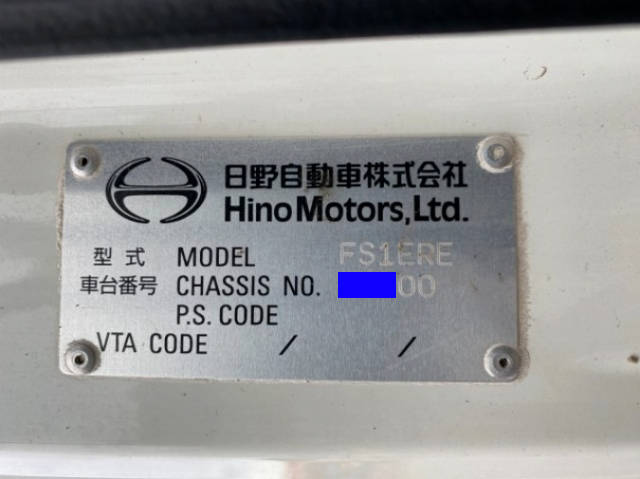 日野自動車株式会社
Hino Motors, Ltd.
型式 MODEL FS1ERE
車台番号 CHASSIS NO. 00
P.S. CODE
VTA CODE / /